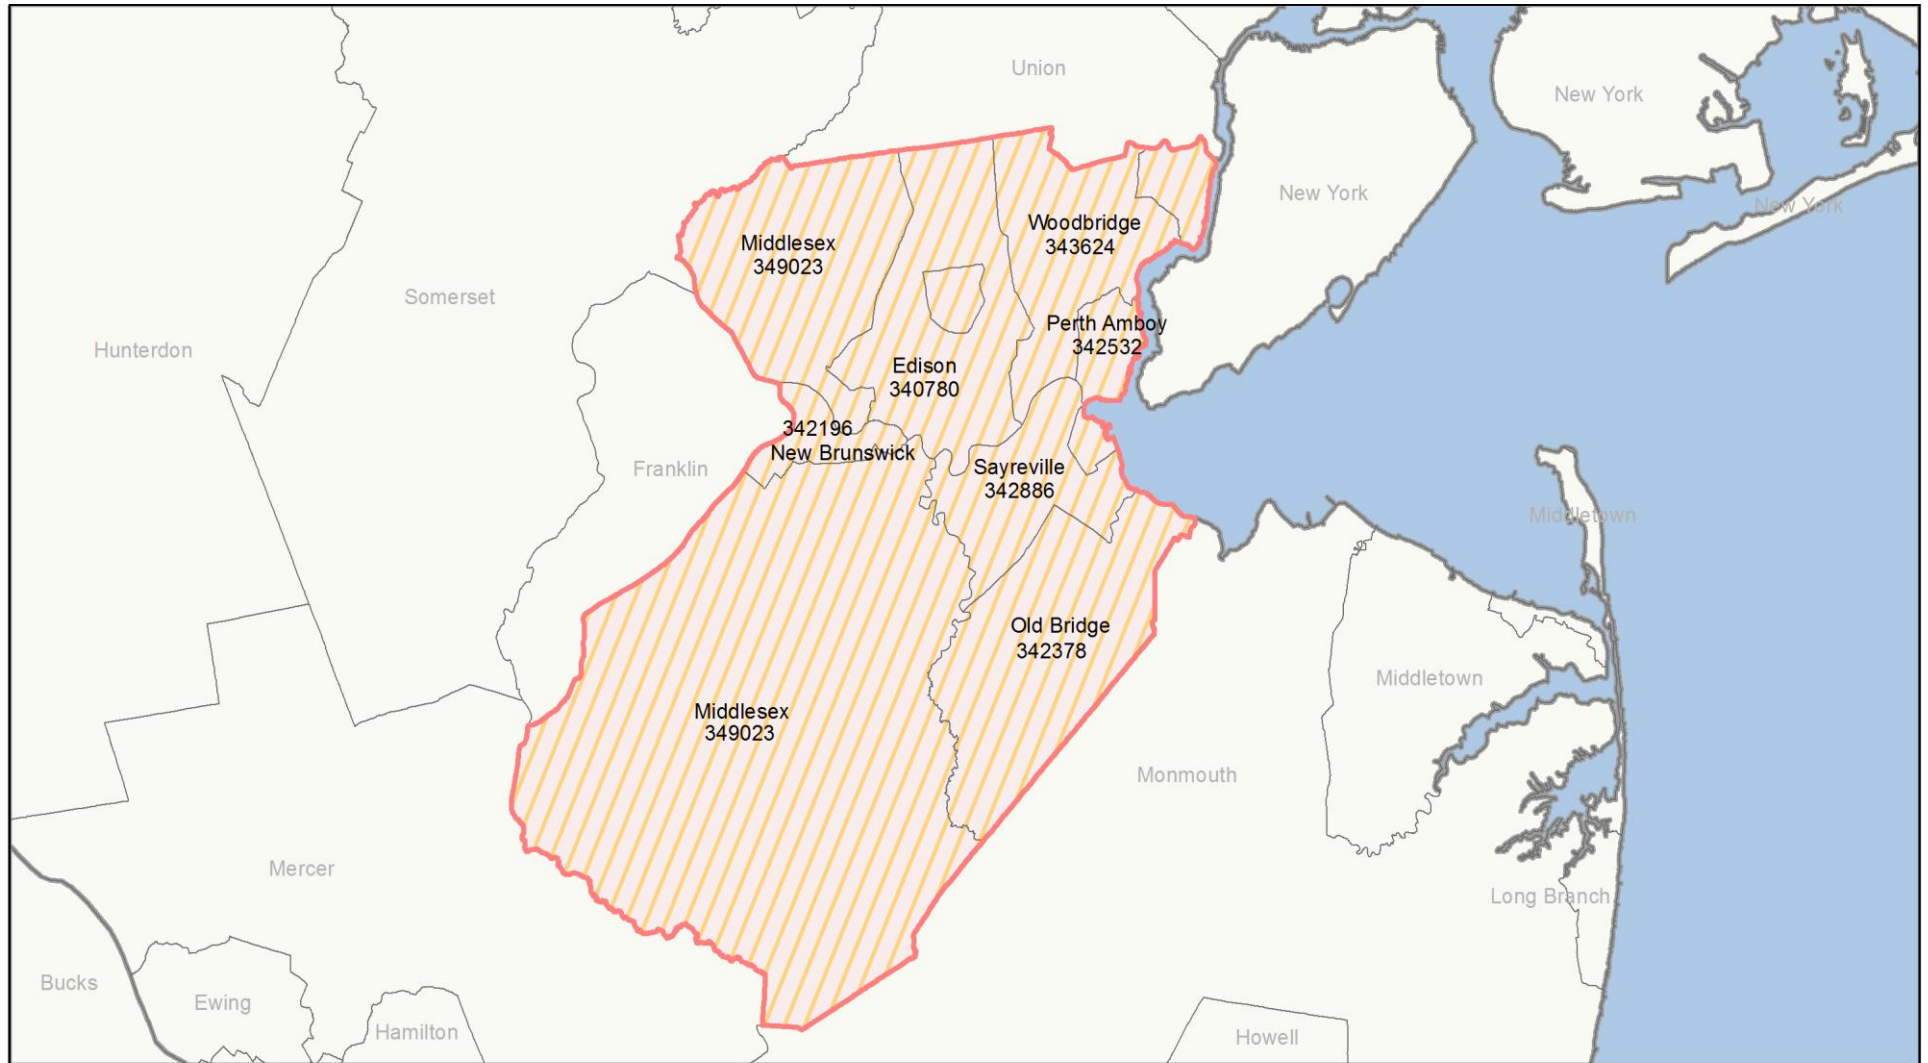 Union
New York
New York
New York
Woodbridge
343624
Middlesex
349023
Somerset
Perth Amboy
342532
Hunterdon
Edison
340780
342196
New Brunswick
Franklin
Sayreville
342886
Middletown
Old Bridge
342378
Middletown
Middlesex
349023
Monmouth
Mercer
Long Branch
Bucks
Ewing
Hamilton
Howell